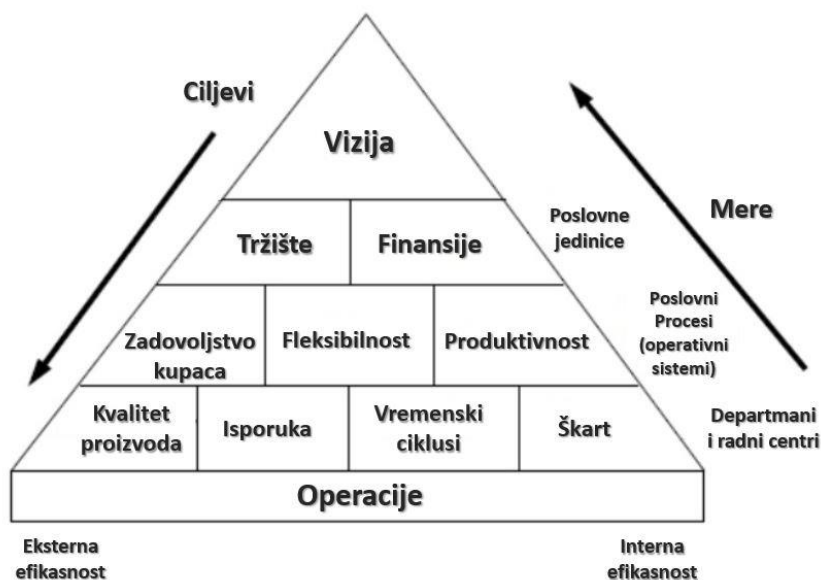 Ciljevi
Vizija
Mere
Tržište
Finansije
Poslovne
jedinice
Zadovoljstvo
kupaca
Fleksibilnost
Produktivnost
Poslovni
Procesi
(operativni
sistemi)
Kvalitet
proizvoda
Isporuka
Vremenski
ciklusi
Škart
Departmani
i radni centri
Operacije
Eksterna
efikasnost
Interna
efikasnost